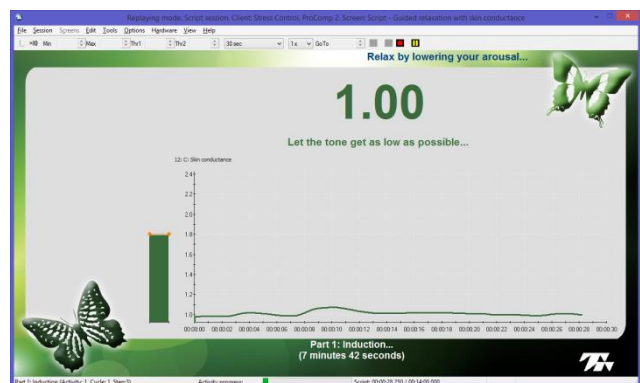 Replaying mode. Script session. Client: Stress Control, ProComp 2. Screen: Script - Guided relaxation with skin conductance
File Session Screens Edit Tools Options Hardware View Help
Min Max Thr1 Thr2 30 sec 1 x GoTo
Relax by lowering your arousal...
1.00
Let the tone get as low as possible...
12: C: Skin conductance
2.4
2.2
2.0
1.8
1.6
1.4
1.2
1.0
00:00:00 00:00:02 00:00:04 00:00:06 00:00:08 00:00:10 00:00:12 00:00:14 00:00:16 00:00:18 00:00:20 00:00:22 00:00:24 00:00:26 00:00:28 00:00:30
Part 1: Induction...
(7 minutes 42 seconds)
Part 1: Induction (Activity: 1, Cycle: 1, Step: 3) Activity progress: Script: 00:00:28.250 / 00:14:00.000